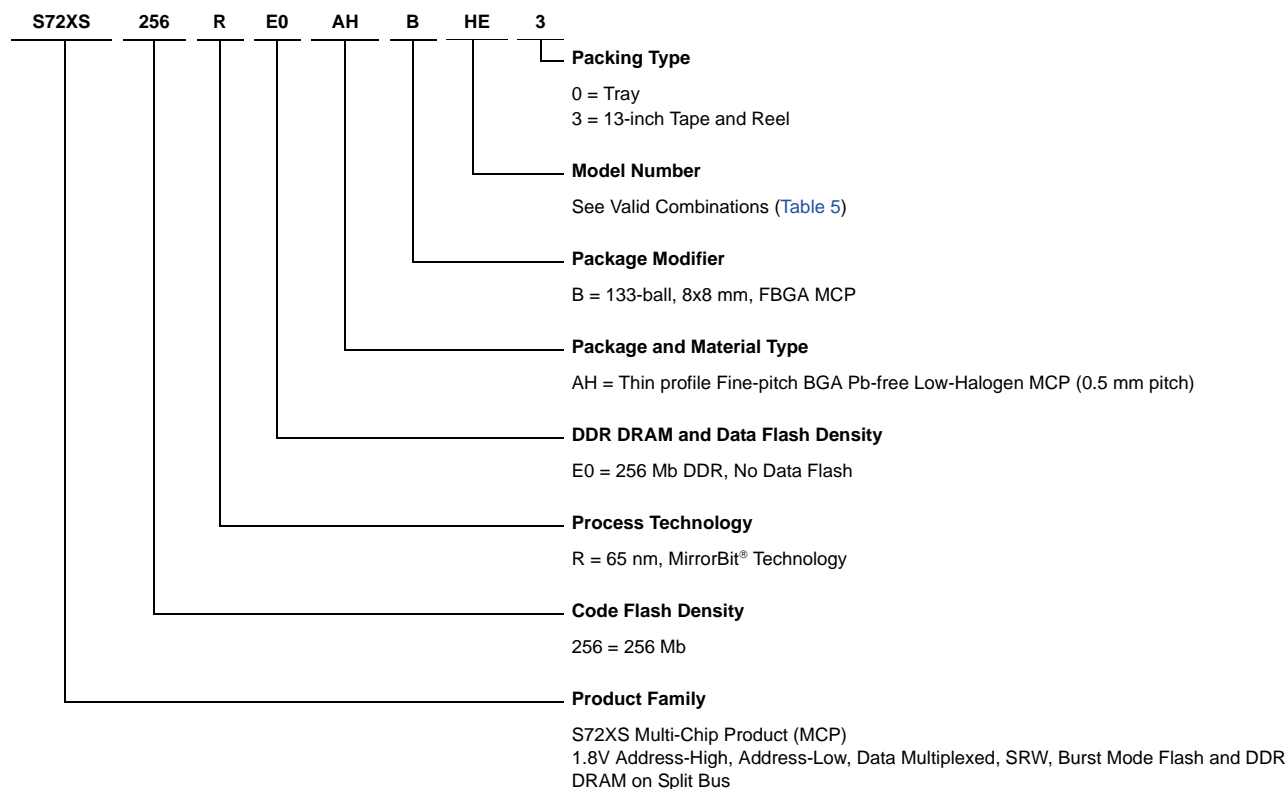 S72XS 256 R E0 AH B HE 3
Packing Type
0 = Tray
3 = 13-inch Tape and Reel
Model Number
See Valid Combinations (Table 5)
Package Modifier
B = 133-ball, 8x8 mm, FBGA MCP
Package and Material Type
AH = Thin profile Fine-pitch BGA Pb-free Low-Halogen MCP (0.5 mm pitch)
DDR DRAM and Data Flash Density
E0 = 256 Mb DDR, No Data Flash
Process Technology
R = 65 nm, MirrorBit® Technology
Code Flash Density
256 = 256 Mb
Product Family
S72XS Multi-Chip Product (MCP)
1.8V Address-High, Address-Low, Data Multiplexed, SRW, Burst Mode Flash and DDR
DRAM on Split Bus